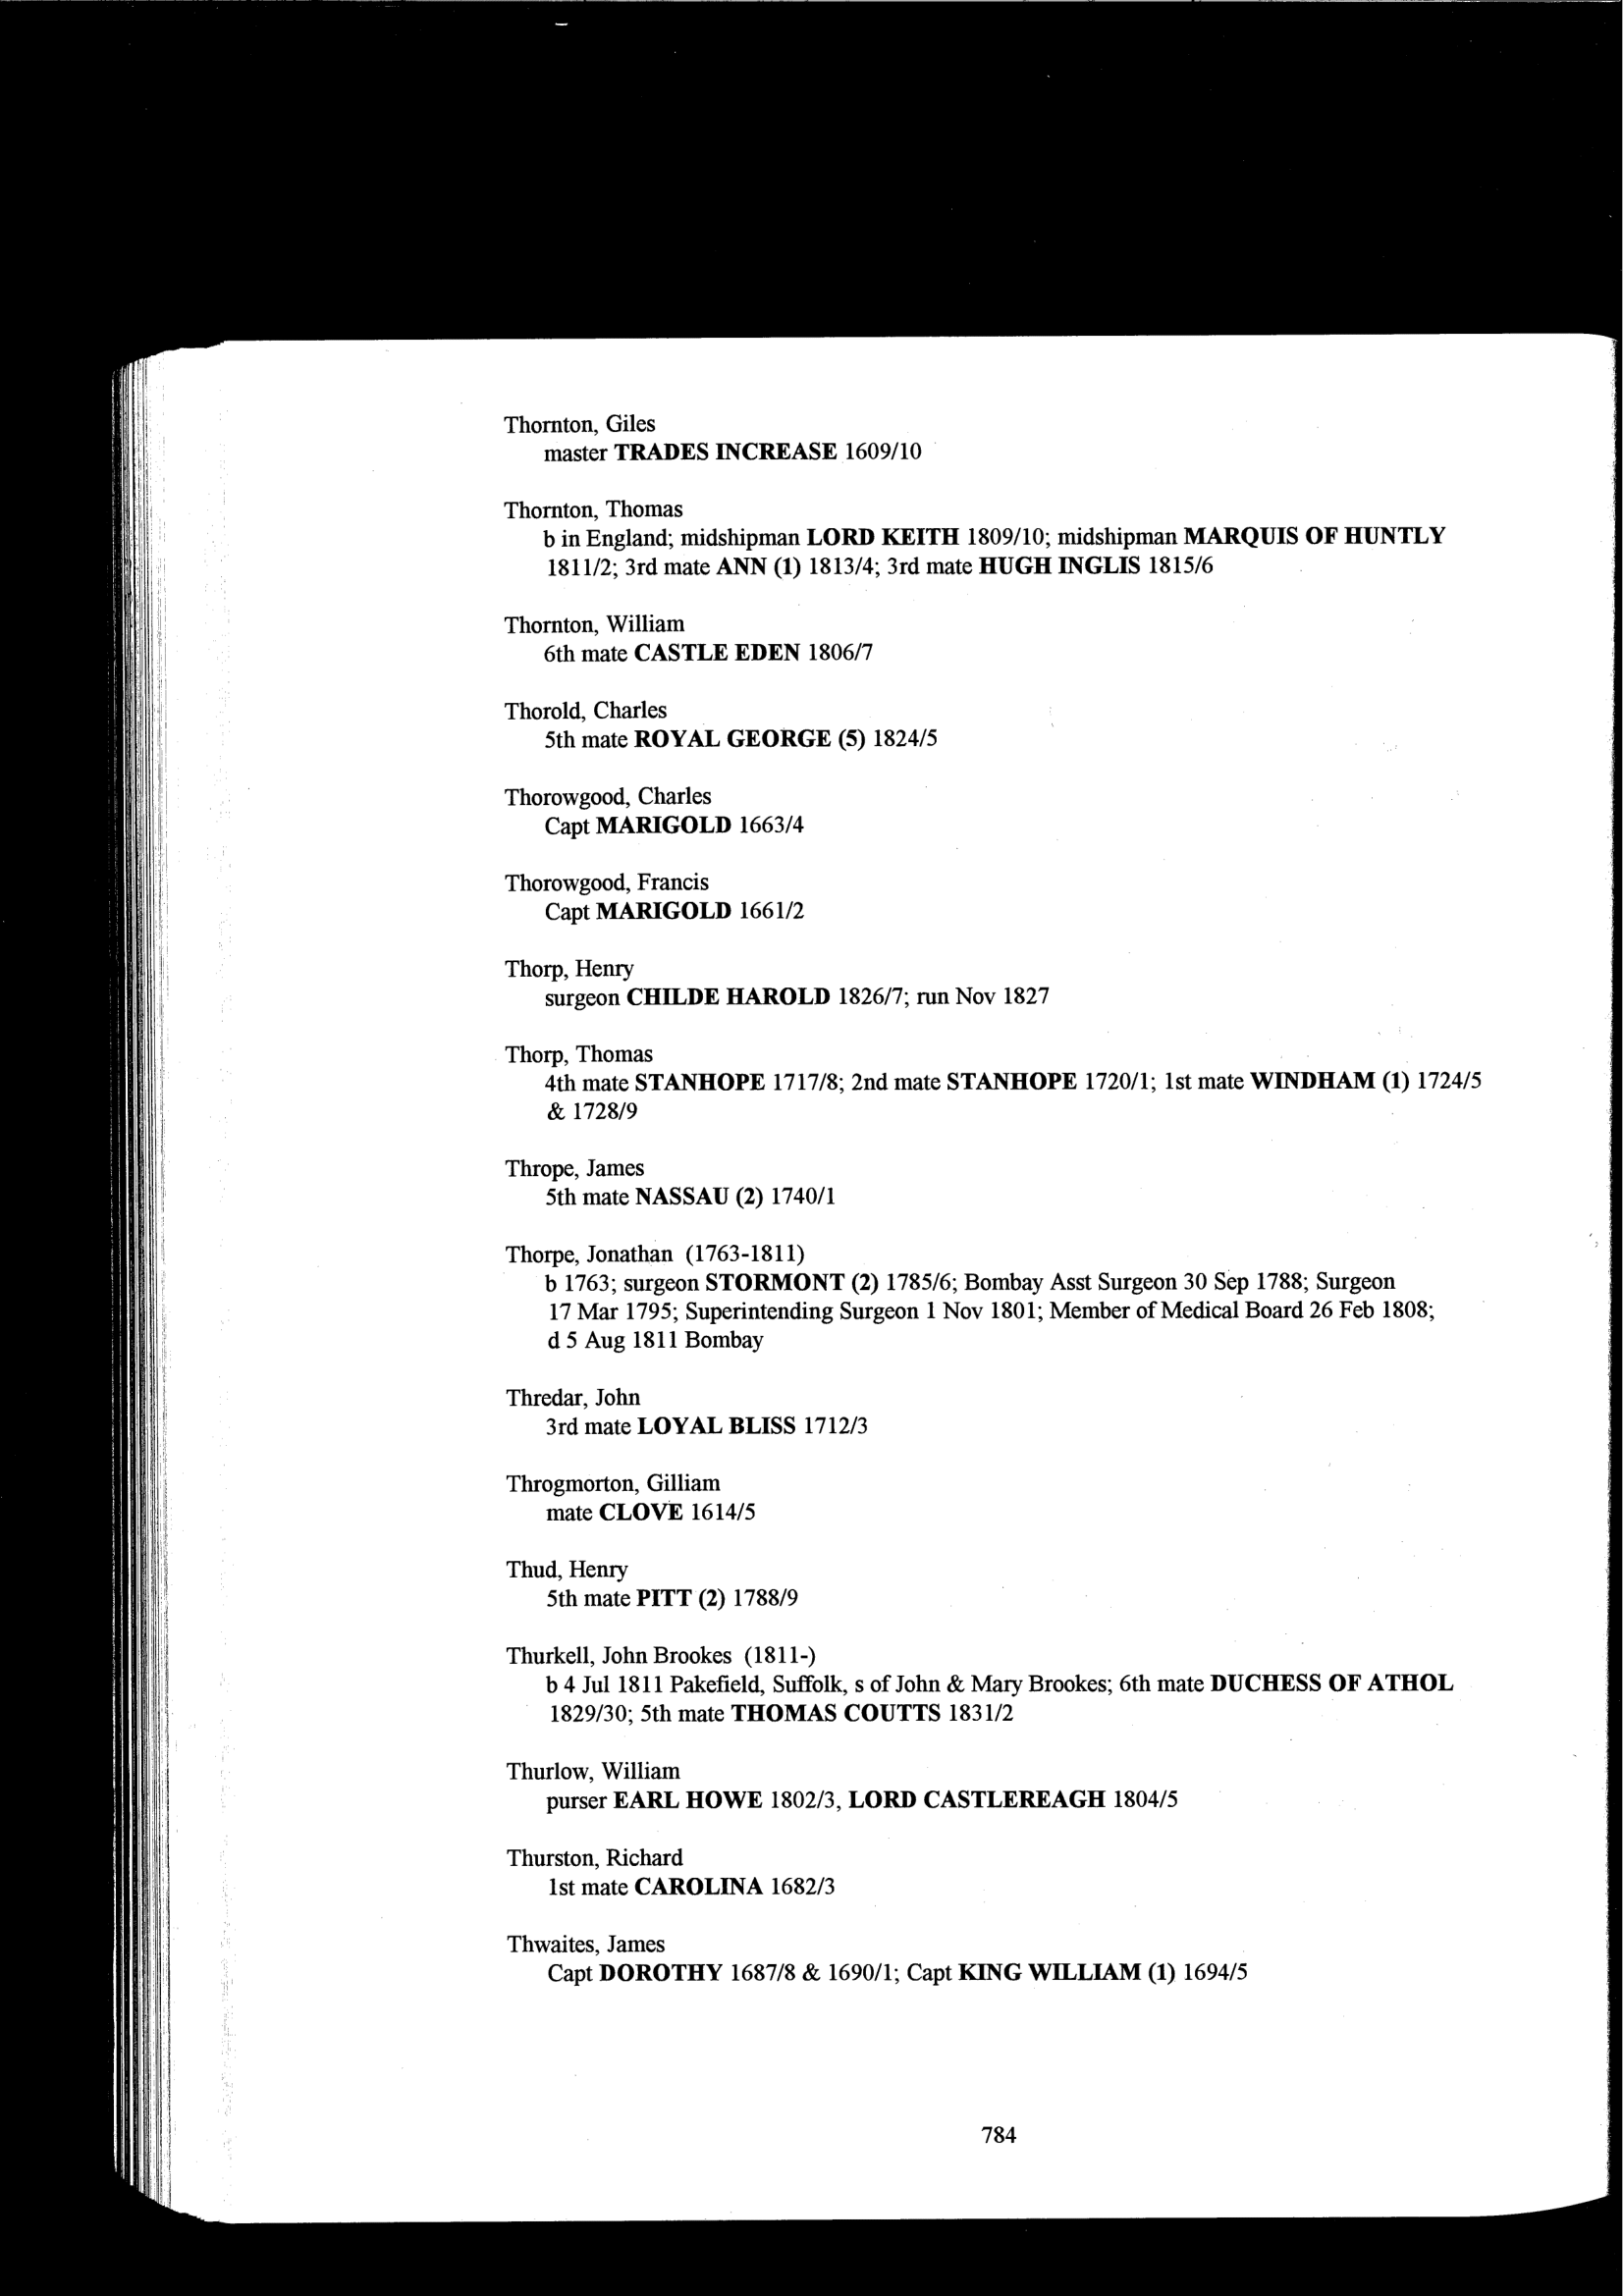 Thornton, Giles
master TRADES INCREASE 1609/10
Thornton, Thomas
b in England; midshipman LORD KEITH 1809/10; midshipman MARQUIS OF HUNTLY
1811/2; 3rd mate ANN (1) 1813/4; 3rd mate HUGH INGLIS 1815/6
Thornton, William
6th mate CASTLE EDEN 1806/7
Thorold, Charles
5th mate ROYAL GEORGE (5) 1824/5
Thorowgood, Charles
Capt MARIGOLD 1663/4
Thorowgood, Francis
Capt MARIGOLD 1661/2
Thorp, Henry
surgeon CHILDE HAROLD 1826/7; run Nov 1827
Thorp, Thomas
4th mate STANHOPE 1717/8; 2nd mate STANHOPE 1720/1; 1st mate WINDHAM (1) 1724/5
& 1728/9
Thrope, James
5th mate NASSAU (2) 1740/1
Thorpe, Jonathan (1763-1811)
b 1763; surgeon STORMONT (2) 1785/6; Bombay Asst Surgeon 30 Sep 1788; Surgeon
17 Mar 1795; Superintending Surgeon 1 Nov 1801; Member of Medical Board 26 Feb 1808;
d 5 Aug 1811 Bombay
Thredar, John
3rd mate LOYAL BLISS 1712/3
Throgmorton, Gilliam
mate CLOVE 1614/5
Thud, Henry
5th mate PITT (2) 1788/9
Thurkell, John Brookes (1811-)
b 4 Jul 1811 Pakefield, Suffolk, s of John & Mary Brookes; 6th mate DUCHESS OF ATHOL
1829/30; 5th mate THOMAS COUTTS 1831/2
Thurlow, William
purser EARL HOWE 1802/3, LORD CASTLEREAGH 1804/5
Thurston, Richard
1st mate CAROLINA 1682/3
Thwaites, James
Capt DOROTHY 1687/8 & 1690/1; Capt KING WILLIAM (1) 1694/5
784